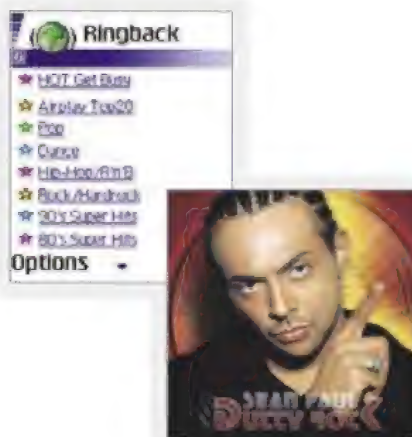 Ringback
HOT Get Busy
Airplay Top20
Pop
Dance
Hip-Hop/R'n'B
Rock/Hardrock
90's Super Hits
80's Super Hits
Options
SEAN PAUL
DUTTY ROCK